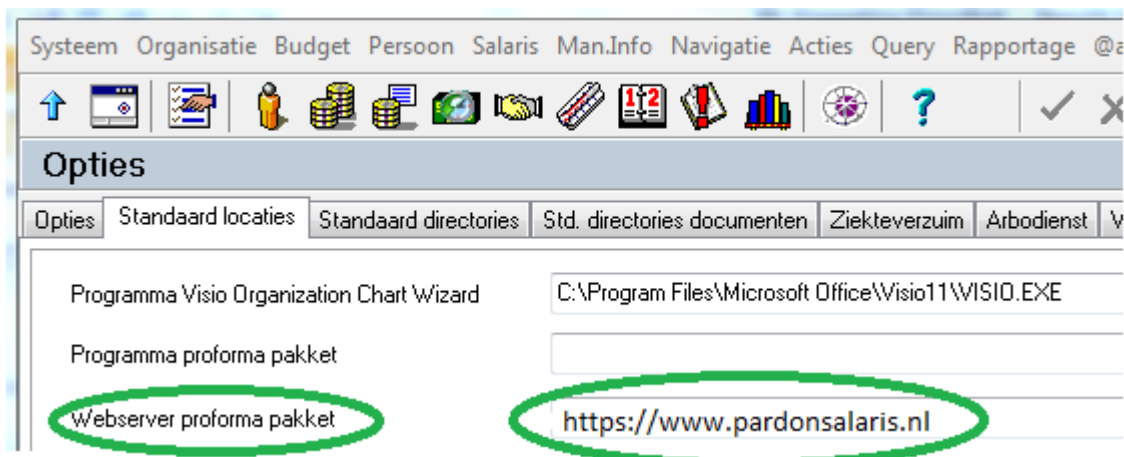 Systeem Organisatie Budget Persoon Salaris Man.Info Navigatie Acties Query Rapportage
Opties
Opties Standaard locaties Standaard directories Std. directories documenten Ziekteverzuim Arbodienst
Programma Visio Organization Chart Wizard C:\Program Files\Microsoft Office\Visio11\VISIO.EXE
Programma proforma pakket
Webserver proforma pakket https://www.pardonsalaris.nl